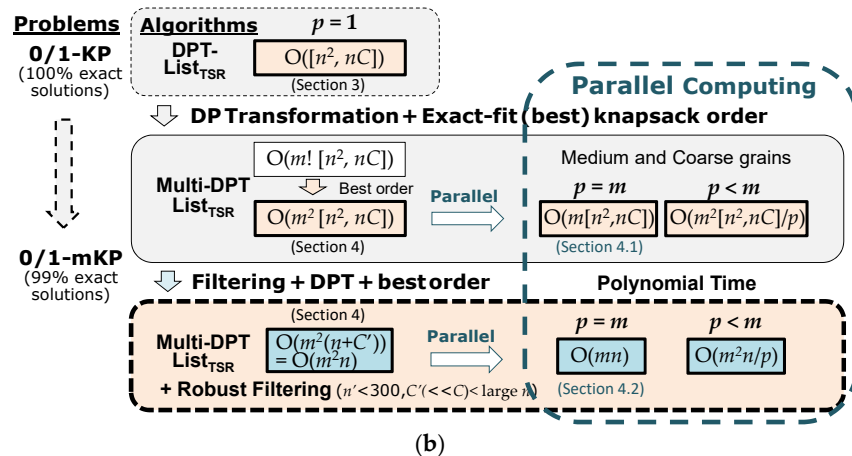 Problems
0/1-KP
(100% exact
solutions)
0/1-mKP
(99% exact
solutions)
Algorithms
p = 1
DPT-
ListTSR
O([n², nC])
(Section 3)
Parallel Computing
DP Transformation + Exact-fit (best) knapsack order
O(m! [n², nC])
Best order
Multi-DPT
ListTSR
O(m² [n², nC])
(Section 4)
Parallel
Medium and Coarse grains
p = m
p < m
O(m[n²,nC])
O(m²[n²,nC]/p)
(Section 4.1)
Filtering + DPT + best order
Polynomial Time
(Section 4)
Multi-DPT
ListTSR
O(m²(n+C′))
= O(m²n)
Parallel
p = m
p < m
O(mn)
O(m²n/p)
(Section 4.2)
+ Robust Filtering (n′<300,C′(<<C)< large n)
(b)